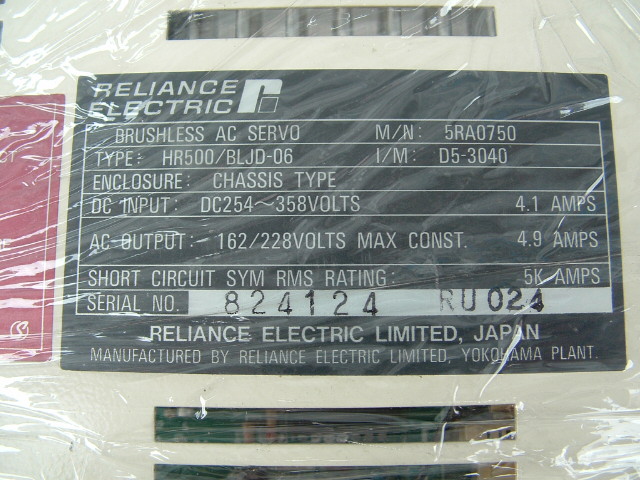 RELIANCE
ELECTRIC
BRUSHLESS AC SERVO M/N: 5RA0750
TYPE: HR500/BLJD-06 I/M: D5-3040
ENCLOSURE: CHASSIS TYPE
DC INPUT: DC254~358VOLTS 4.1 AMPS
AC OUTPUT: 162/228VOLTS MAX CONST. 4.9 AMPS
SHORT CIRCUIT SYM RMS RATING: 5K AMPS
SERIAL NO. 824124 RU024
RELIANCE ELECTRIC LIMITED, JAPAN
MANUFACTURED BY RELIANCE ELECTRIC LIMITED, YOKOHAMA PLANT.